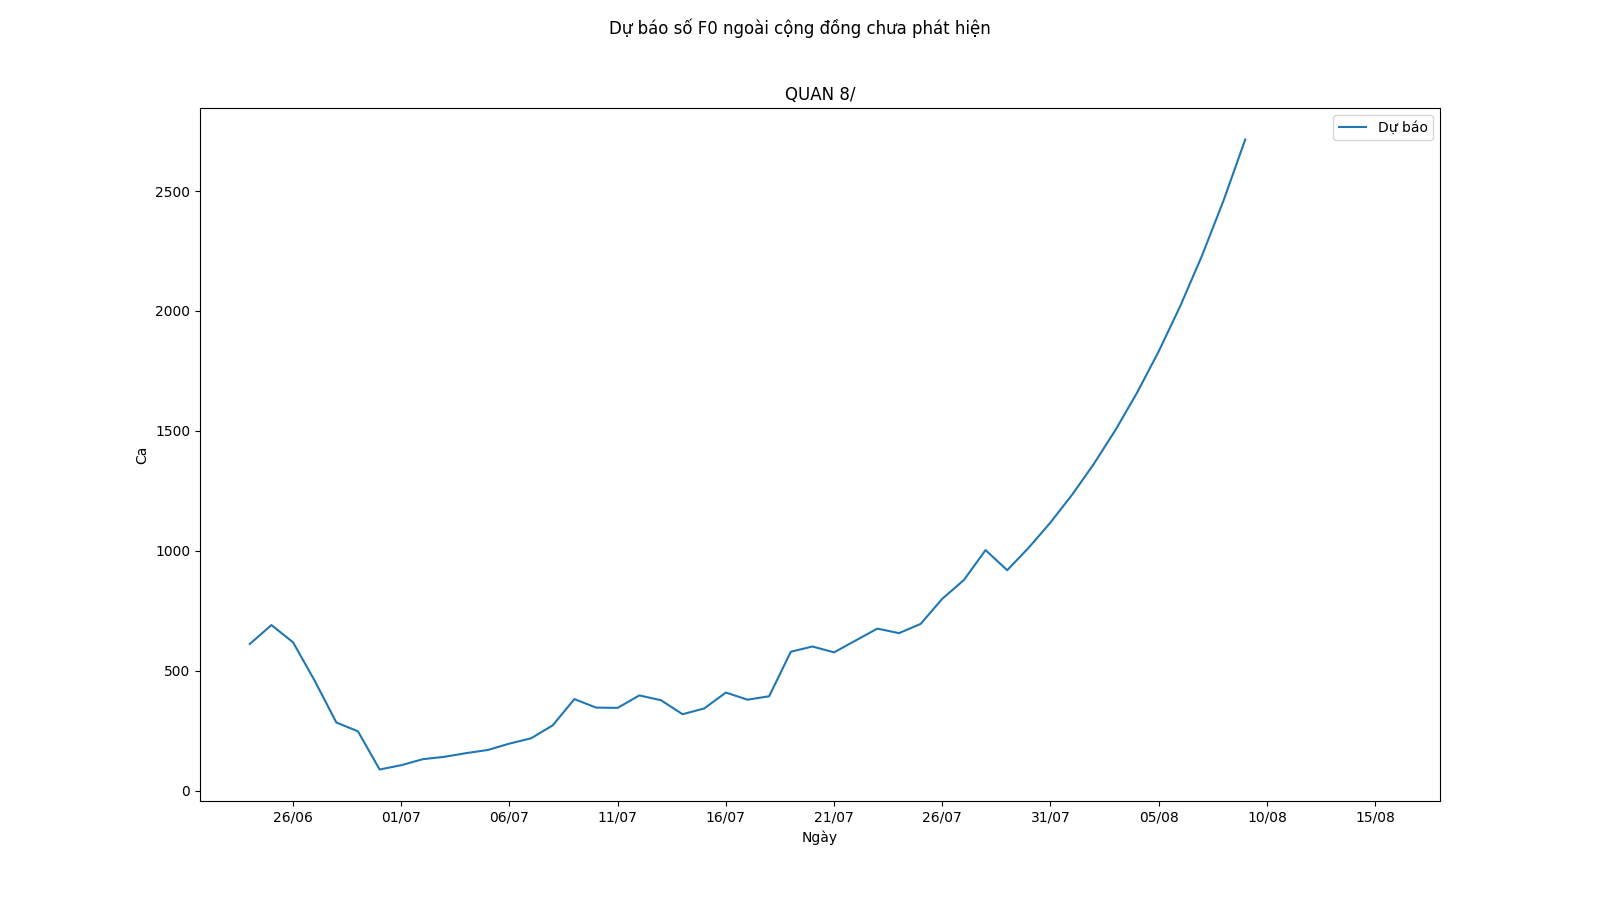 Dự báo số F0 ngoài cộng đồng chưa phát hiện
QUAN 8/
Dự báo
2500
2000
1500
1000
500
0
Ca
26/06 01/07 06/07 11/07 16/07 21/07 26/07 31/07 05/08 10/08 15/08
Ngày